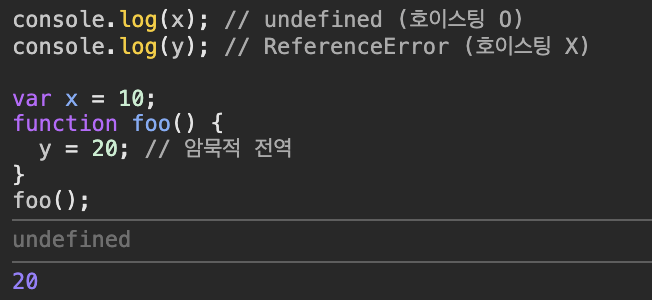 console.log(x); // undefined (호이스팅 O)
console.log(y); // ReferenceError (호이스팅 X)
var x = 10;
function foo() {
  y = 20; // 암묵적 전역
}
foo();
undefined
20